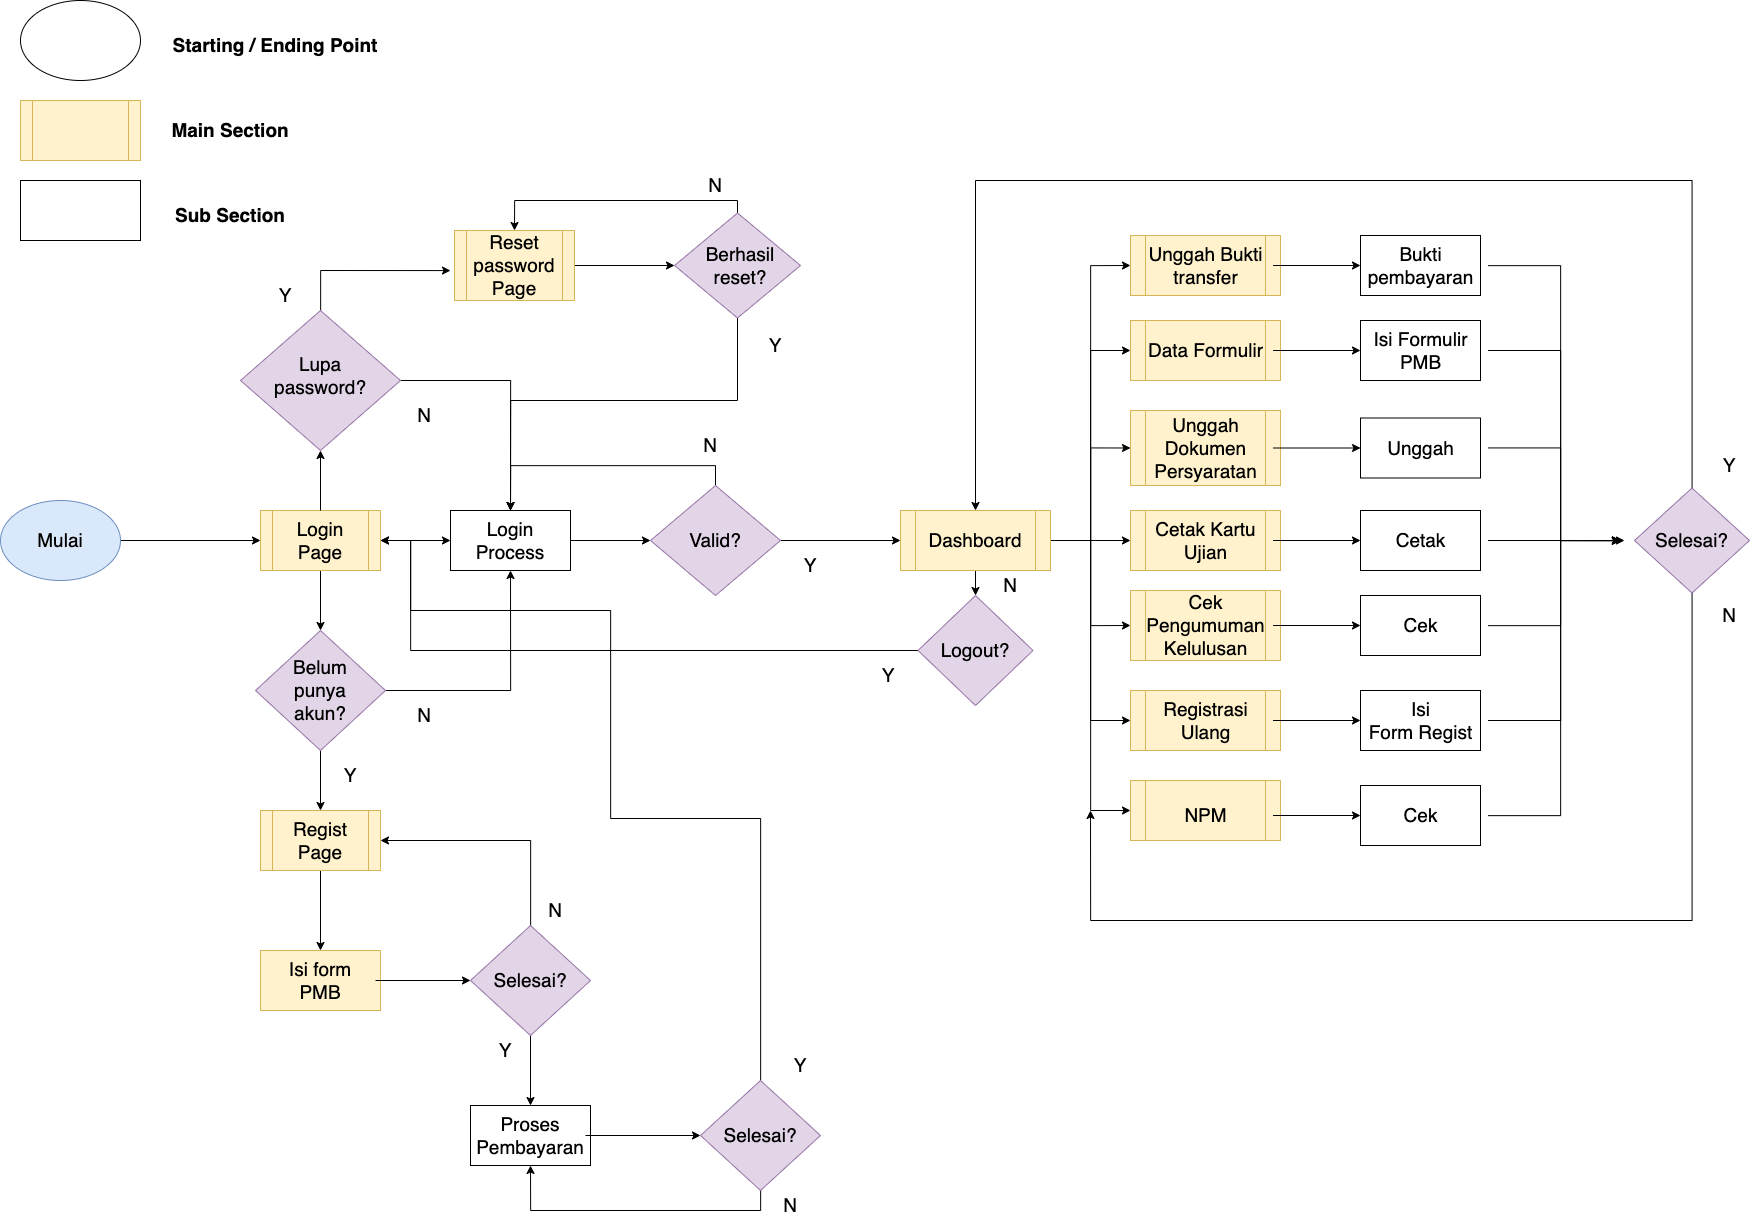 Starting / Ending Point
Main Section
Sub Section
N
Reset
password
Page
Berhasil
reset?
Y
Y
Lupa
password?
N
N
Mulai
Login
Page
Login
Process
Valid?
Y
Dashboard
N
Logout?
Y
Belum
punya
akun?
N
Y
Regist
Page
N
Isi form
PMB
Selesai?
Y
Y
Proses
Pembayaran
Selesai?
N
Unggah Bukti
transfer
Bukti
pembayaran
Data Formulir
Isi Formulir
PMB
Unggah
Dokumen
Persyaratan
Unggah
Cetak Kartu
Ujian
Cetak
Cek
Pengumuman
Kelulusan
Cek
Registrasi
Ulang
Isi
Form Regist
NPM
Cek
Y
Selesai?
N